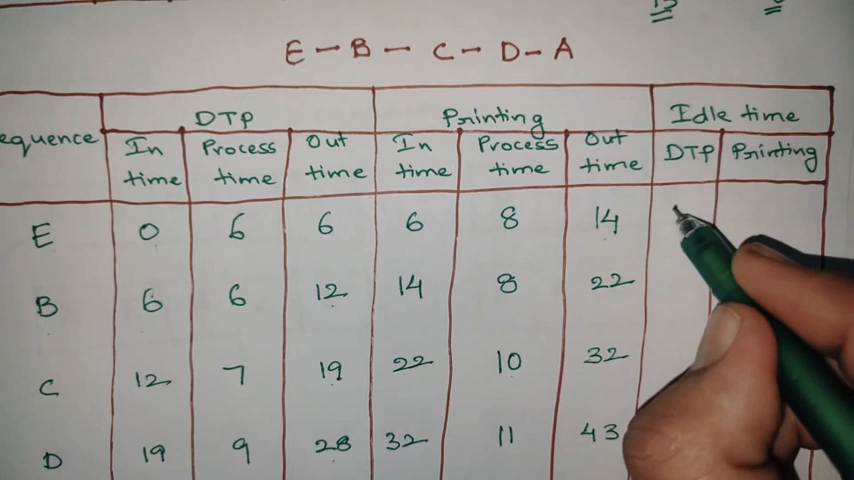 E - B - C - D - A
DTP Printing Idle time
equence In time Process time Out time In time Process time Out time DTP Printing
E 0 6 6 6 8 14
B 6 6 12 14 8 22
C 12 7 19 22 10 32
D 19 9 28 32 11 43